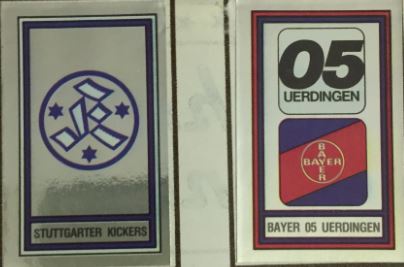 STUTTGARTER KICKERS
05
UERDINGEN
BAYER
BAYER
BAYER 05 UERDINGEN